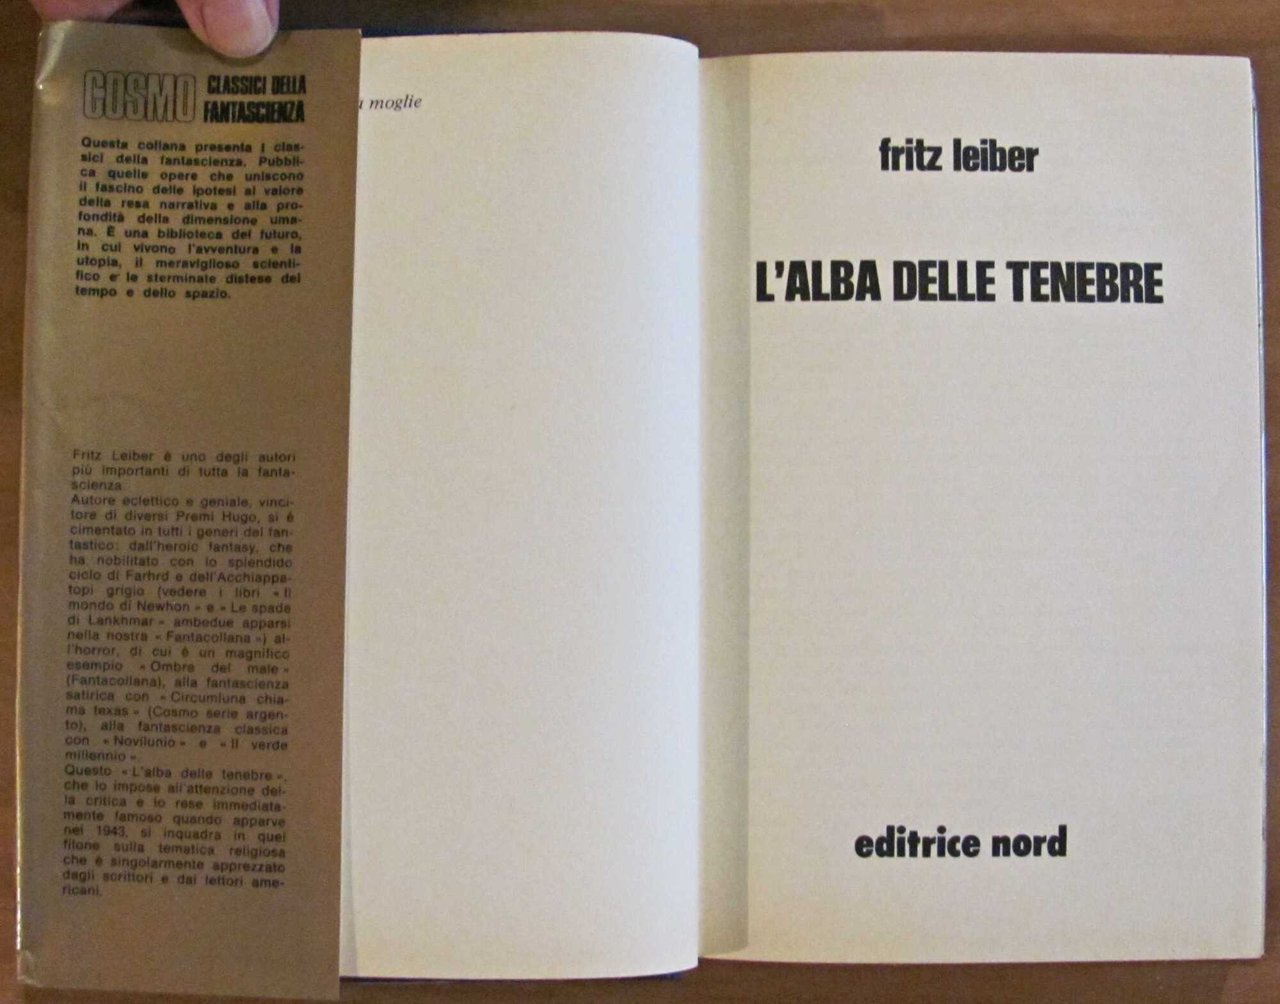 COSMO CLASSICI DELLA
FANTASCIENZA
Questa collana presenta i clas-
sici della fantascienza. Pubbli-
ca quelle opere che uniscono
il fascino delle ipotesi al valore
della resa narrativa e alla pro-
fondità della dimensione uma-
na. È una biblioteca del futuro,
in cui vivono l'avventura e la
utopia, il meraviglioso scienti-
fico e le sterminate distese del
tempo e dello spazio.
Fritz Leiber è uno degli autori
più importanti di tutta la fanta-
scienza.
Autore eclettico e geniale, vinci-
tore di diversi Premi Hugo, si è
cimentato in tutti i generi del fan-
tastico: dall'heroic fantasy, che
ha nobilitato con lo splendido
ciclo di Farhrd e dell'Acchiappa-
topi grigio (vedere i libri «Il
mondo di Newhon» e «Le spade
di Lankhmar» ambedue apparsi
nella nostra «Fantacollana») al-
l'horror, di cui è un magnifico
esempio «Ombre del male»
(Fantacollana), alla fantascienza
satirica con «Circumluna chia-
ma texas» (Cosmo serie argen-
to), alla fantascienza classica
con «Novilunio» e «Il verde
millennio».
Questo «L'alba delle tenebre»,
che lo impose all'attenzione del-
la critica e lo rese immediata-
mente famoso quando apparve
nel 1943, si inquadra in quel
filone sulla tematica religiosa
che è singolarmente apprezzato
dagli scrittori e dai lettori ame-
ricani.
a moglie
fritz leiber
L'ALBA DELLE TENEBRE
editrice nord